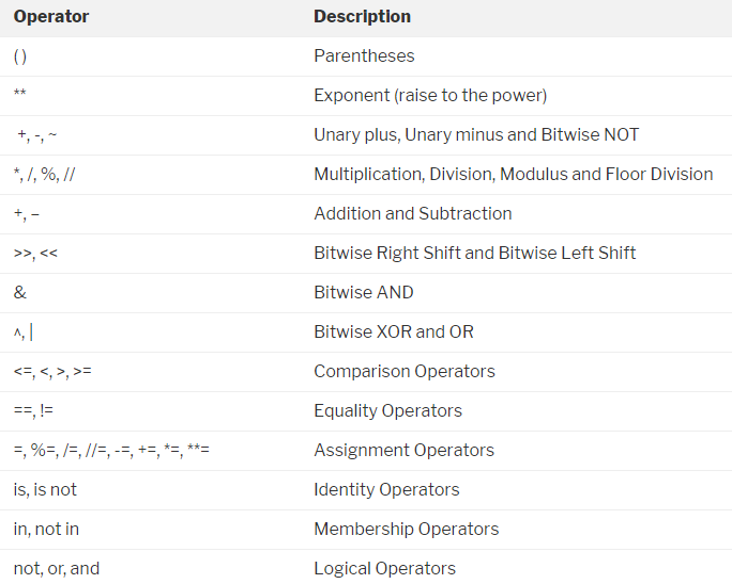 Operator Description
() Parentheses
** Exponent (raise to the power)
+, -, ~ Unary plus, Unary minus and Bitwise NOT
*, /, %, // Multiplication, Division, Modulus and Floor Division
+, – Addition and Subtraction
>>, << Bitwise Right Shift and Bitwise Left Shift
& Bitwise AND
^, | Bitwise XOR and OR
<=, <, >, >= Comparison Operators
==, != Equality Operators
=, %=, /=, //=, -=, +=, *=, **= Assignment Operators
is, is not Identity Operators
in, not in Membership Operators
not, or, and Logical Operators